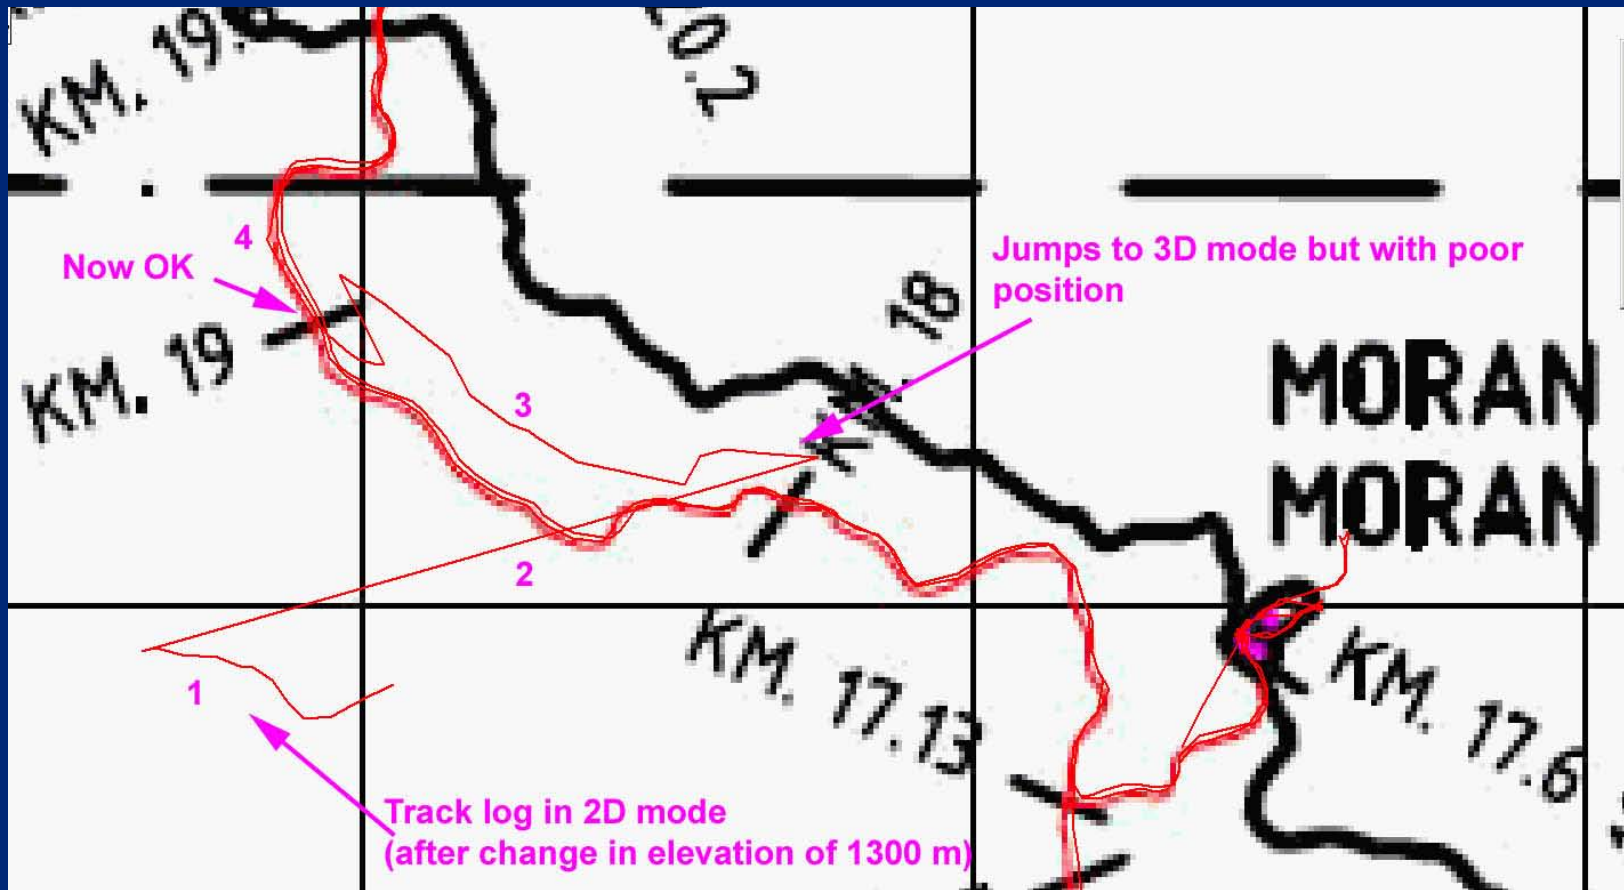 KM. 19.
0.2
4
Now OK
Jumps to 3D mode but with poor
position
18
KM. 19
3
MORAN
MORAN
2
1
KM. 17.13
KM. 17.6
Track log in 2D mode
(after change in elevation of 1300 m)